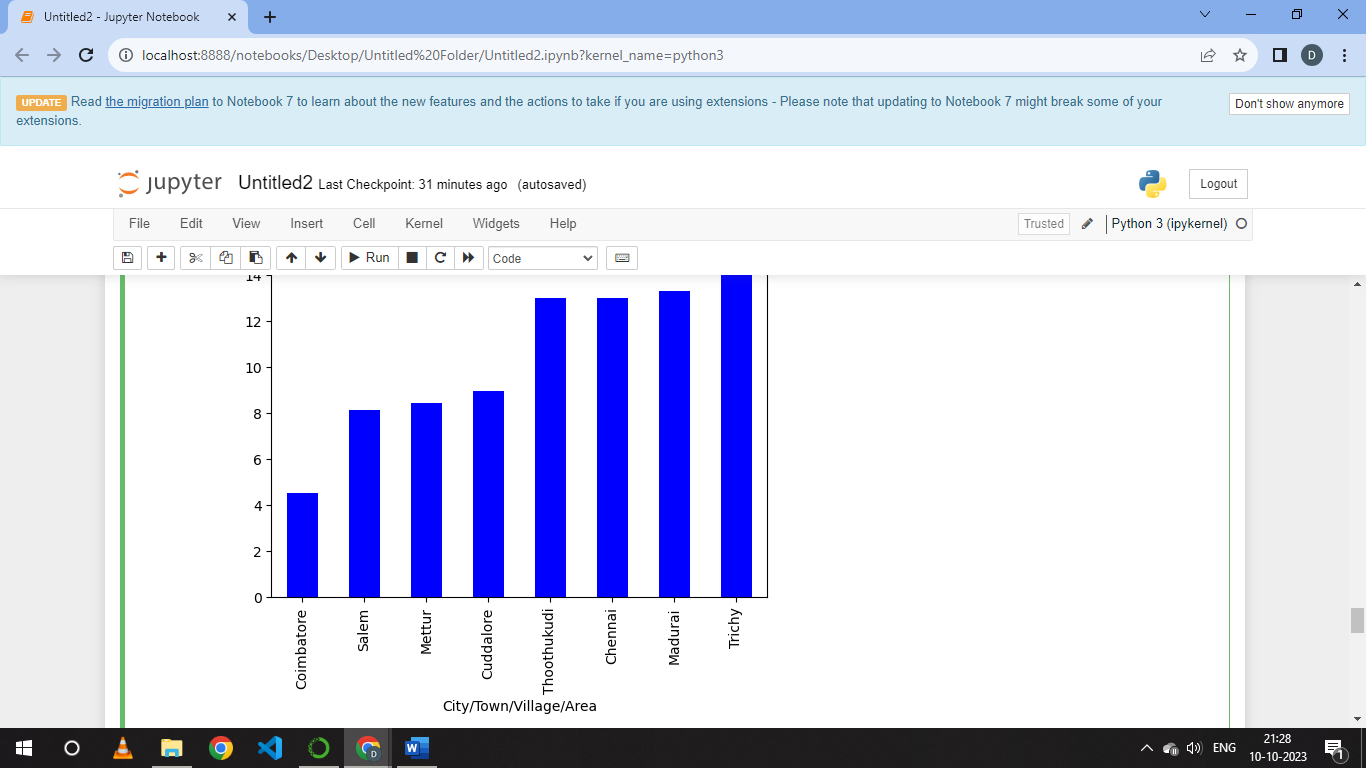 Untitled2 - Jupyter Notebook
localhost:8888/notebooks/Desktop/Untitled%20Folder/Untitled2.ipynb?kernel_name=python3
D
UPDATE Read the migration plan to Notebook 7 to learn about the new features and the actions to take if you are using extensions - Please note that updating to Notebook 7 might break some of your
extensions.
Don't show anymore
jupyter Untitled2 Last Checkpoint: 31 minutes ago (autosaved)
Logout
File Edit View Insert Cell Kernel Widgets Help
Trusted Python 3 (ipykernel)
Run Code
14
12
10
8
6
4
2
0
Coimbatore
Salem
Mettur
Cuddalore
Thoothukudi
Chennai
Madurai
Trichy
City/Town/Village/Area
D
W
ENG
21:28
10-10-2023
1